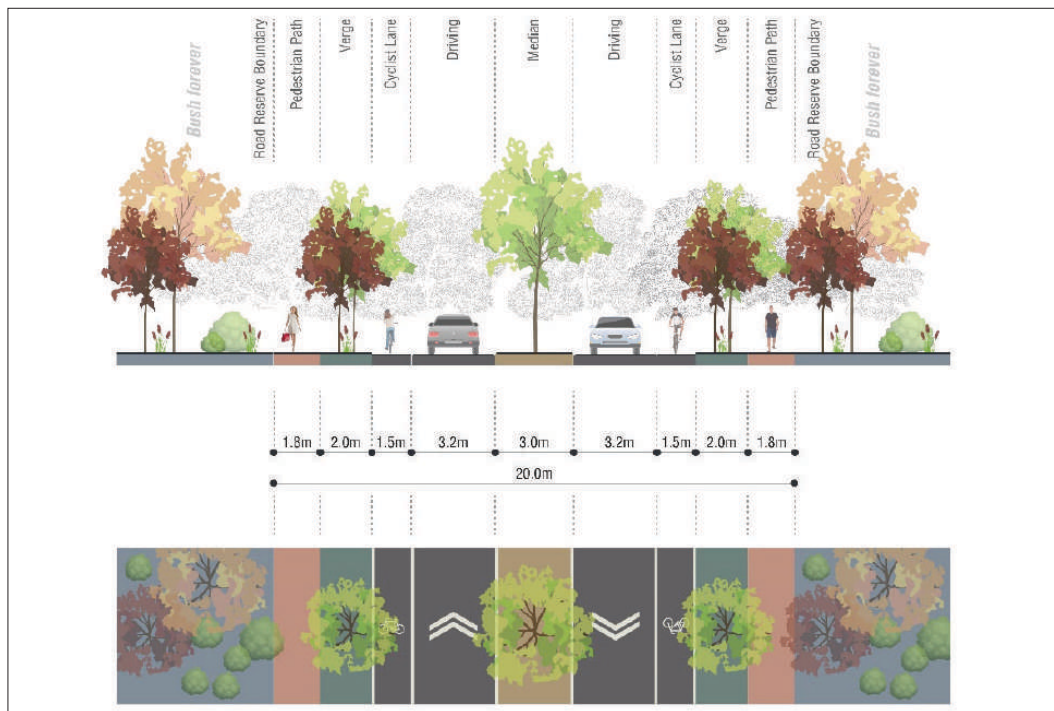 Bush forever
Road Reserve Boundary
Pedestrian Path
Verge
Cyclist Lane
Driving
Median
Driving
Cyclist Lane
Verge
Pedestrian Path
Road Reserve Boundary
Bush forever
1.8m 2.0m 1.5m 3.2m 3.0m 3.2m 1.5m 2.0m 1.8m
20.0m